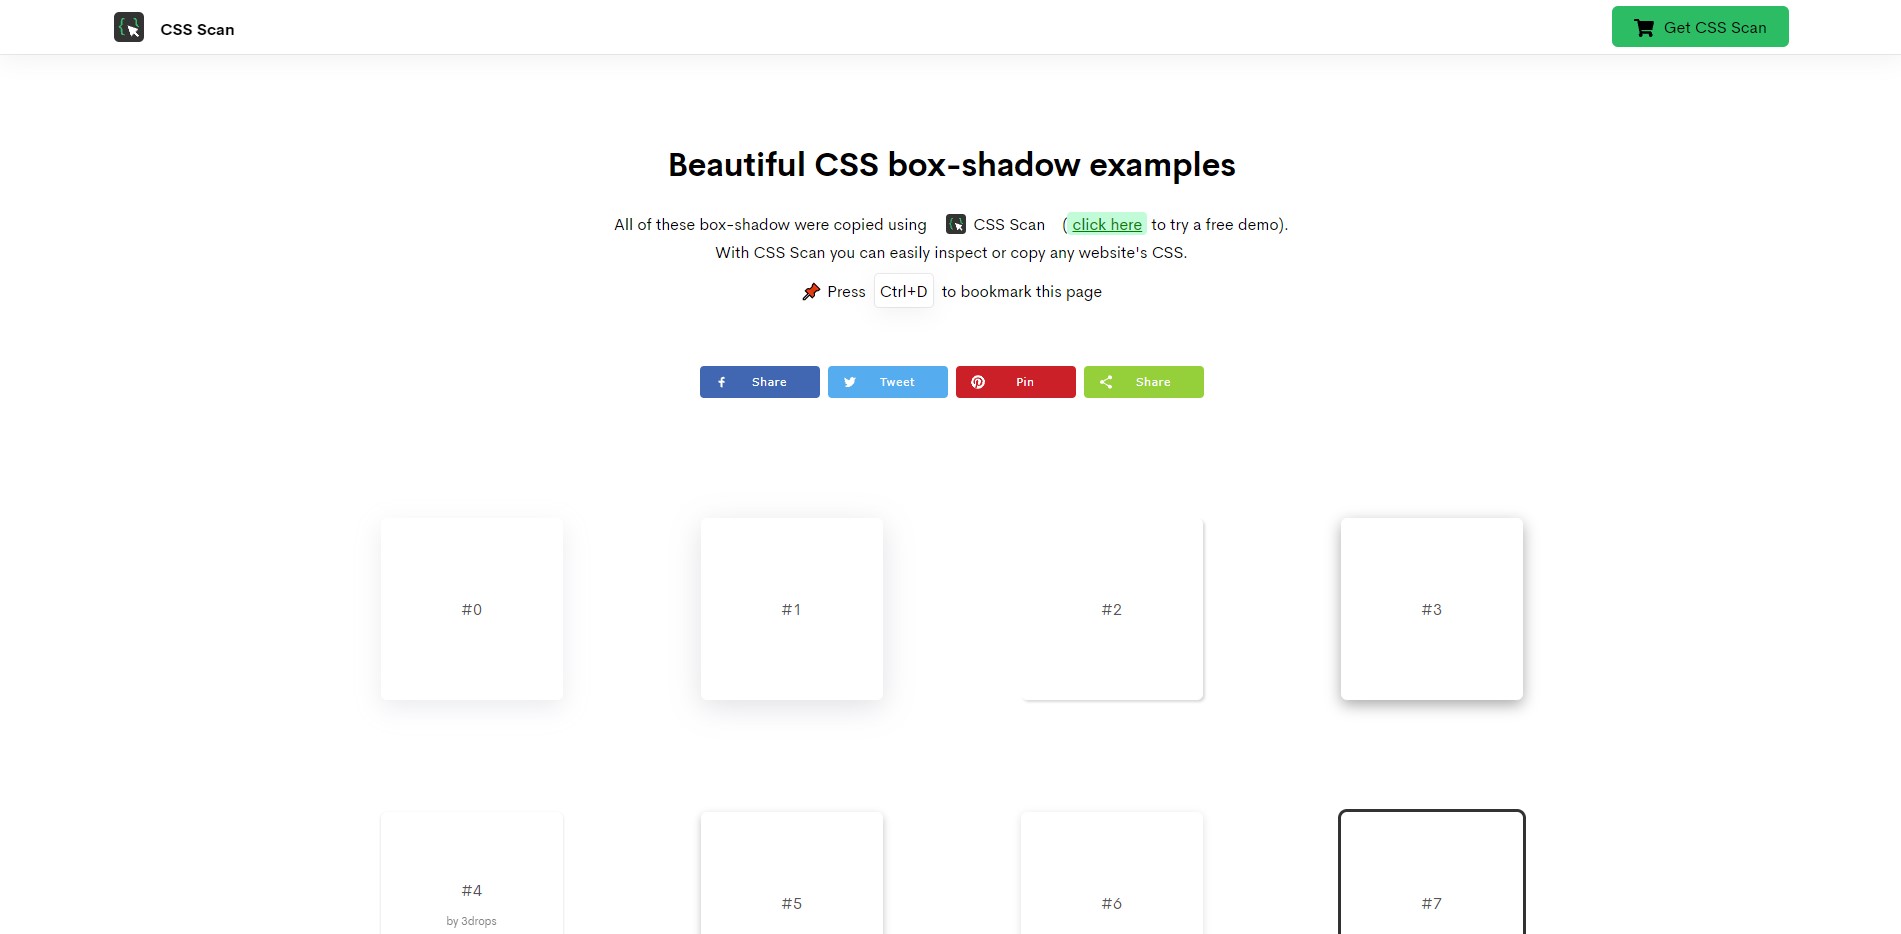 CSS Scan
Get CSS Scan
Beautiful CSS box-shadow examples
All of these box-shadow were copied using CSS Scan (click here to try a free demo).
With CSS Scan you can easily inspect or copy any website's CSS.
Press Ctrl+D to bookmark this page
Share
Tweet
Pin
Share
#0
#1
#2
#3
#4
by 3drops
#5
#6
#7